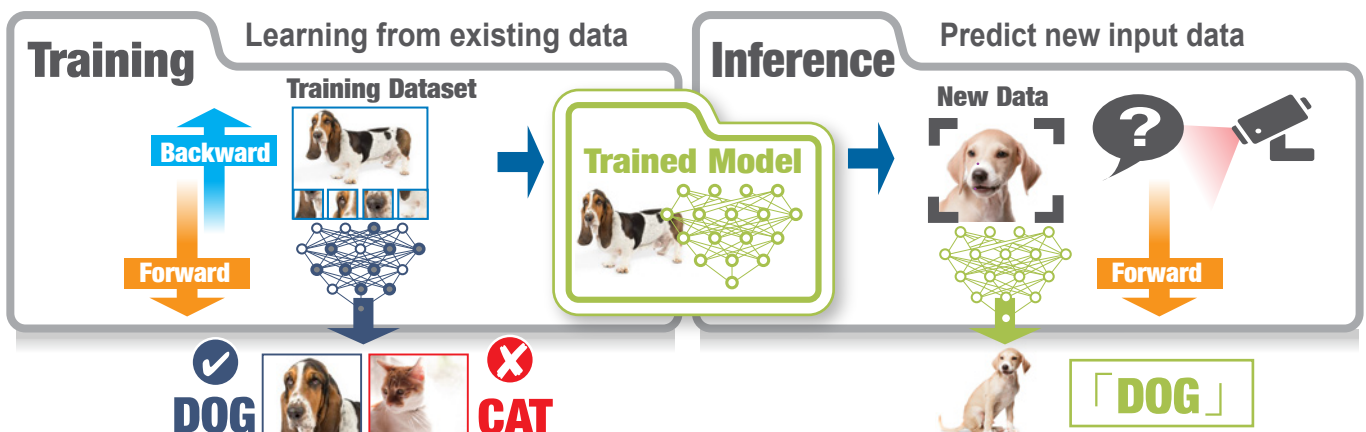 Training
Learning from existing data
Training Dataset
Backward
Forward
DOG
CAT
Trained Model
Inference
Predict new input data
New Data
?
Forward
「DOG」